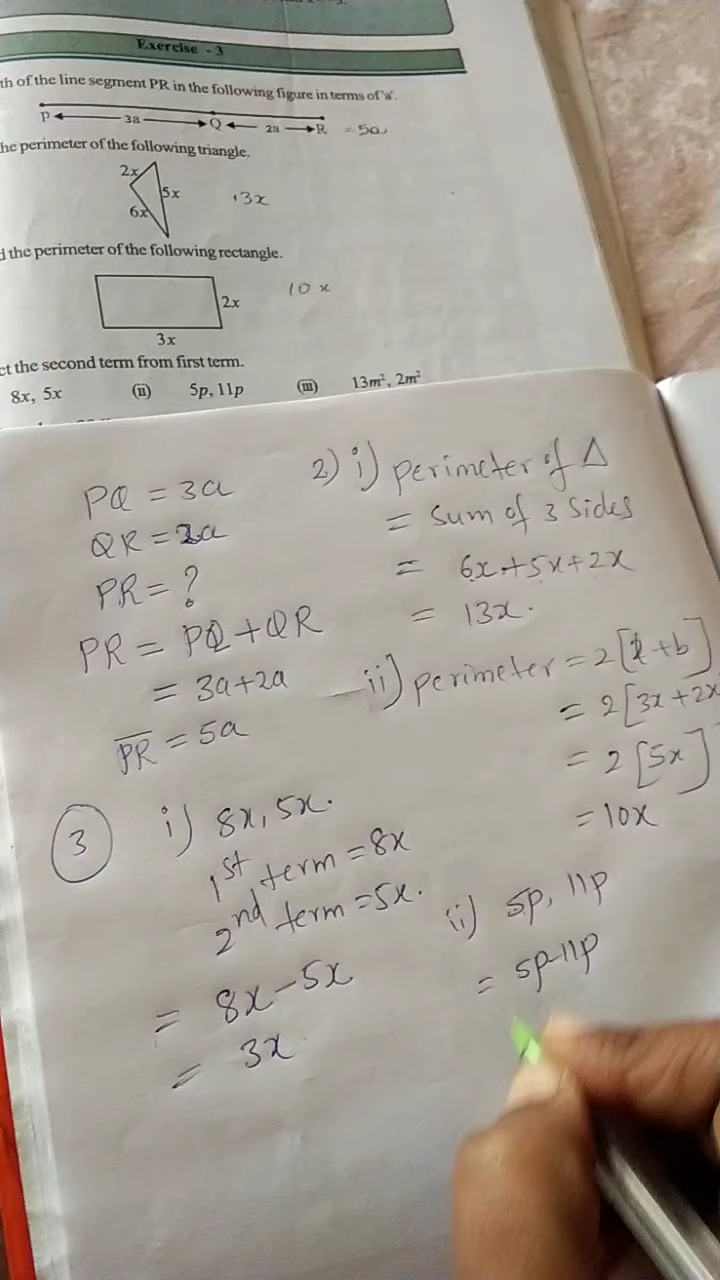 Exercise - 3
th of the line segment PR in the following figure in terms of 'a'.
P 3a Q 2a R = 5a
he perimeter of the following triangle.
2x
5x
6x
13x
d the perimeter of the following rectangle.
10x
2x
3x
ct the second term from first term.
8x, 5x (ii) 5p, 11p (iii) 13m², 2m²
PQ = 3a
QR = 2a
PR = ?
PR = PQ + QR
= 3a+2a
PR = 5a
2) i) perimeter of Δ
= Sum of 3 sides
= 6x+5x+2x
= 13x.
ii) perimeter = 2[l+b]
= 2[3x+2x
= 2[5x]
= 10x
3 i) 8x, 5x.
1st term = 8x
2nd term = 5x.
= 8x-5x
= 3x
ii) 5p, 11p
= 5p-11p